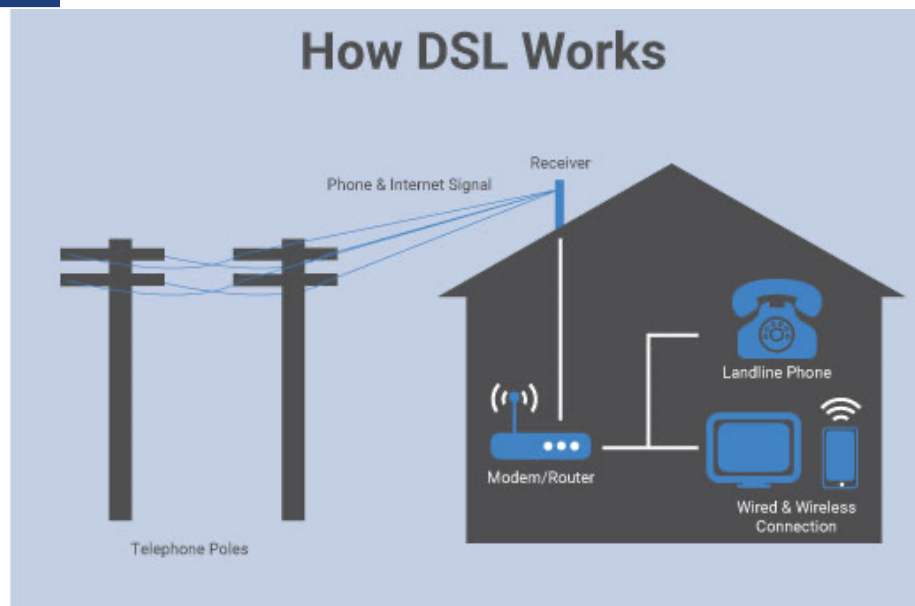 How DSL Works
Receiver
Phone & Internet Signal
Landline Phone
Modem/Router
Wired & Wireless
Connection
Telephone Poles